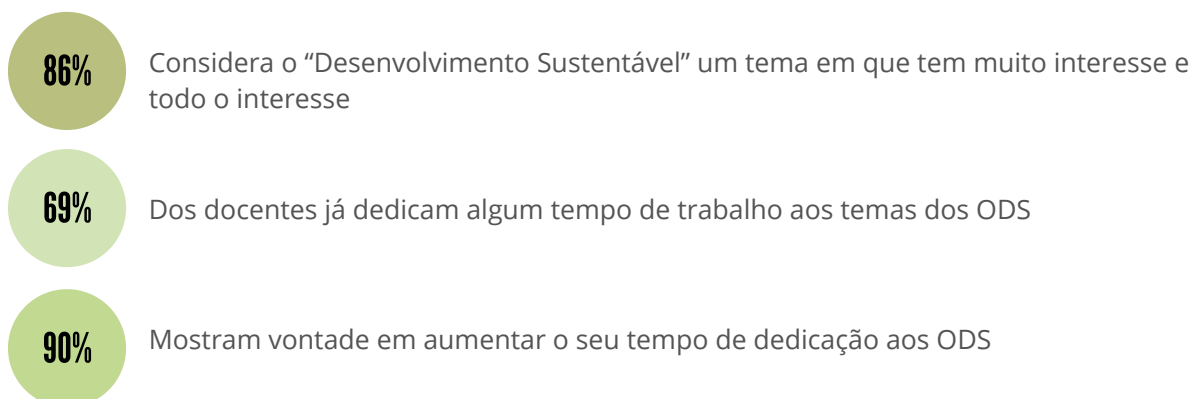 86%
Considera o “Desenvolvimento Sustentável” um tema em que tem muito interesse e
todo o interesse
69%
Dos docentes já dedicam algum tempo de trabalho aos temas dos ODS
90%
Mostram vontade em aumentar o seu tempo de dedicação aos ODS